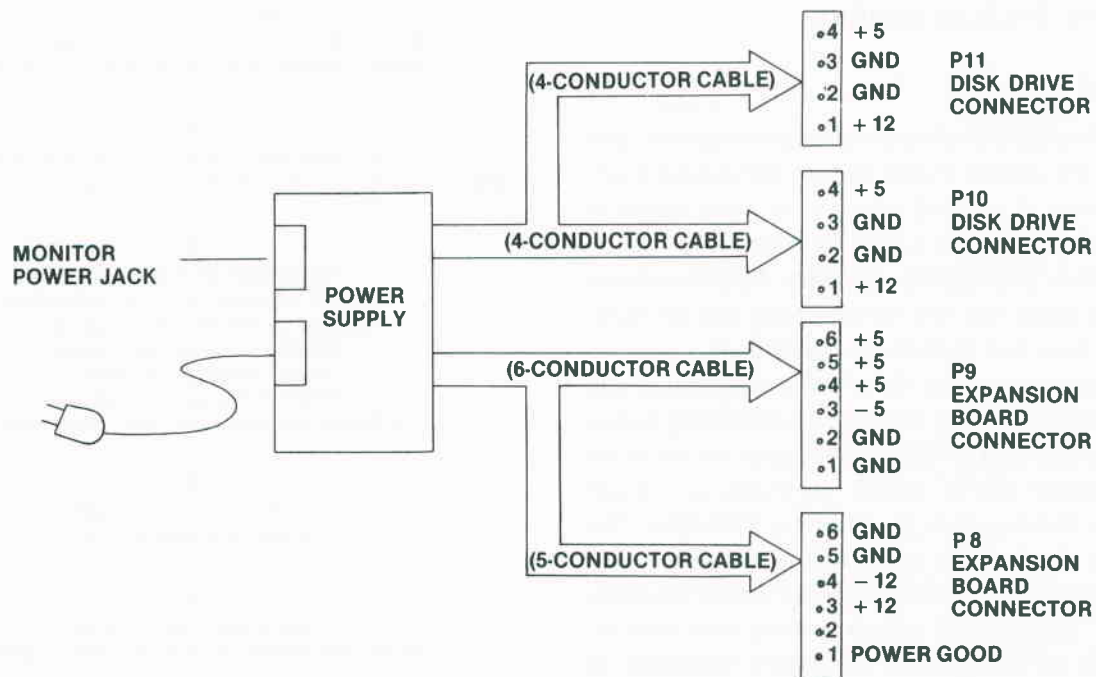 MONITOR
POWER JACK
POWER
SUPPLY
(4-CONDUCTOR CABLE)
4 +5
3 GND
2 GND
1 +12
P11
DISK DRIVE
CONNECTOR
(4-CONDUCTOR CABLE)
4 +5
3 GND
2 GND
1 +12
P10
DISK DRIVE
CONNECTOR
(6-CONDUCTOR CABLE)
6 +5
5 +5
4 +5
3 -5
2 GND
1 GND
P9
EXPANSION
BOARD
CONNECTOR
(5-CONDUCTOR CABLE)
6 GND
5 GND
4 -12
3 +12
2
1 POWER GOOD
P8
EXPANSION
BOARD
CONNECTOR